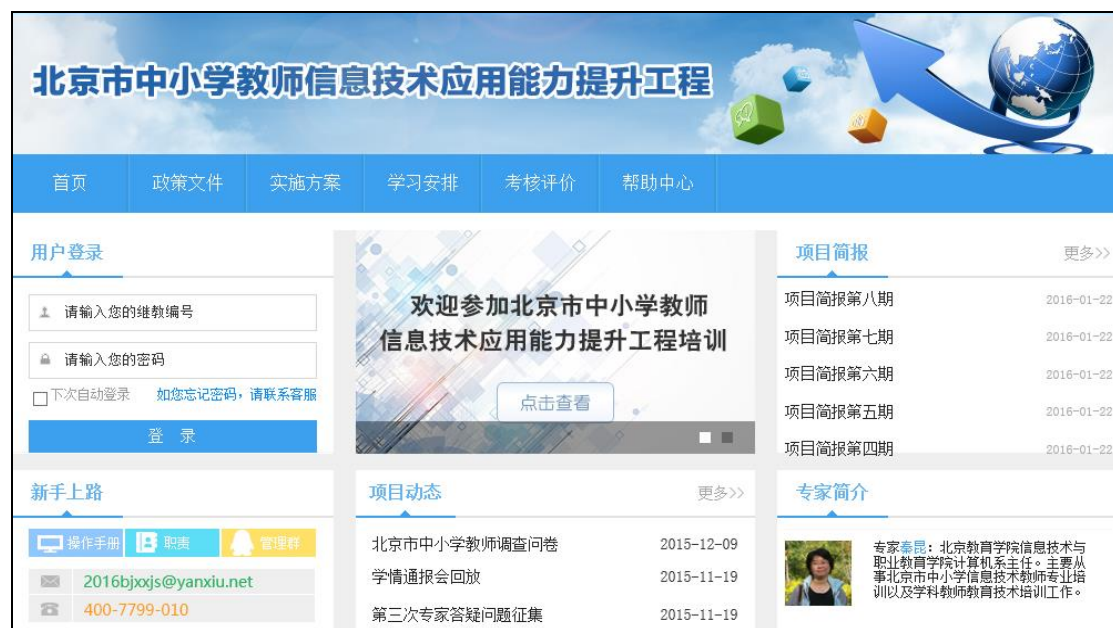 北京市中小学教师信息技术应用能力提升工程
首页 政策文件 实施方案 学习安排 考核评价 帮助中心
用户登录
请输入您的继教编号
请输入您的密码
下次自动登录 如您忘记密码，请联系客服
登 录
欢迎参加北京市中小学教师
信息技术应用能力提升工程培训
点击查看
项目简报 更多>>
项目简报第八期 2016-01-22
项目简报第七期 2016-01-22
项目简报第六期 2016-01-22
项目简报第五期 2016-01-22
项目简报第四期 2016-01-22
新手上路
操作手册 职责 管理群
2016bjxxjs@yanxiu.net
400-7799-010
项目动态 更多>>
北京市中小学教师调查问卷 2015-12-09
学情通报会回放 2015-11-19
第三次专家答疑问题征集 2015-11-19
专家简介
专家秦昆：北京教育学院信息技术与
职业教育学院计算机系主任。主要从
事北京市中小学信息技术教师专业培
训以及学科教师教育技术培训工作。